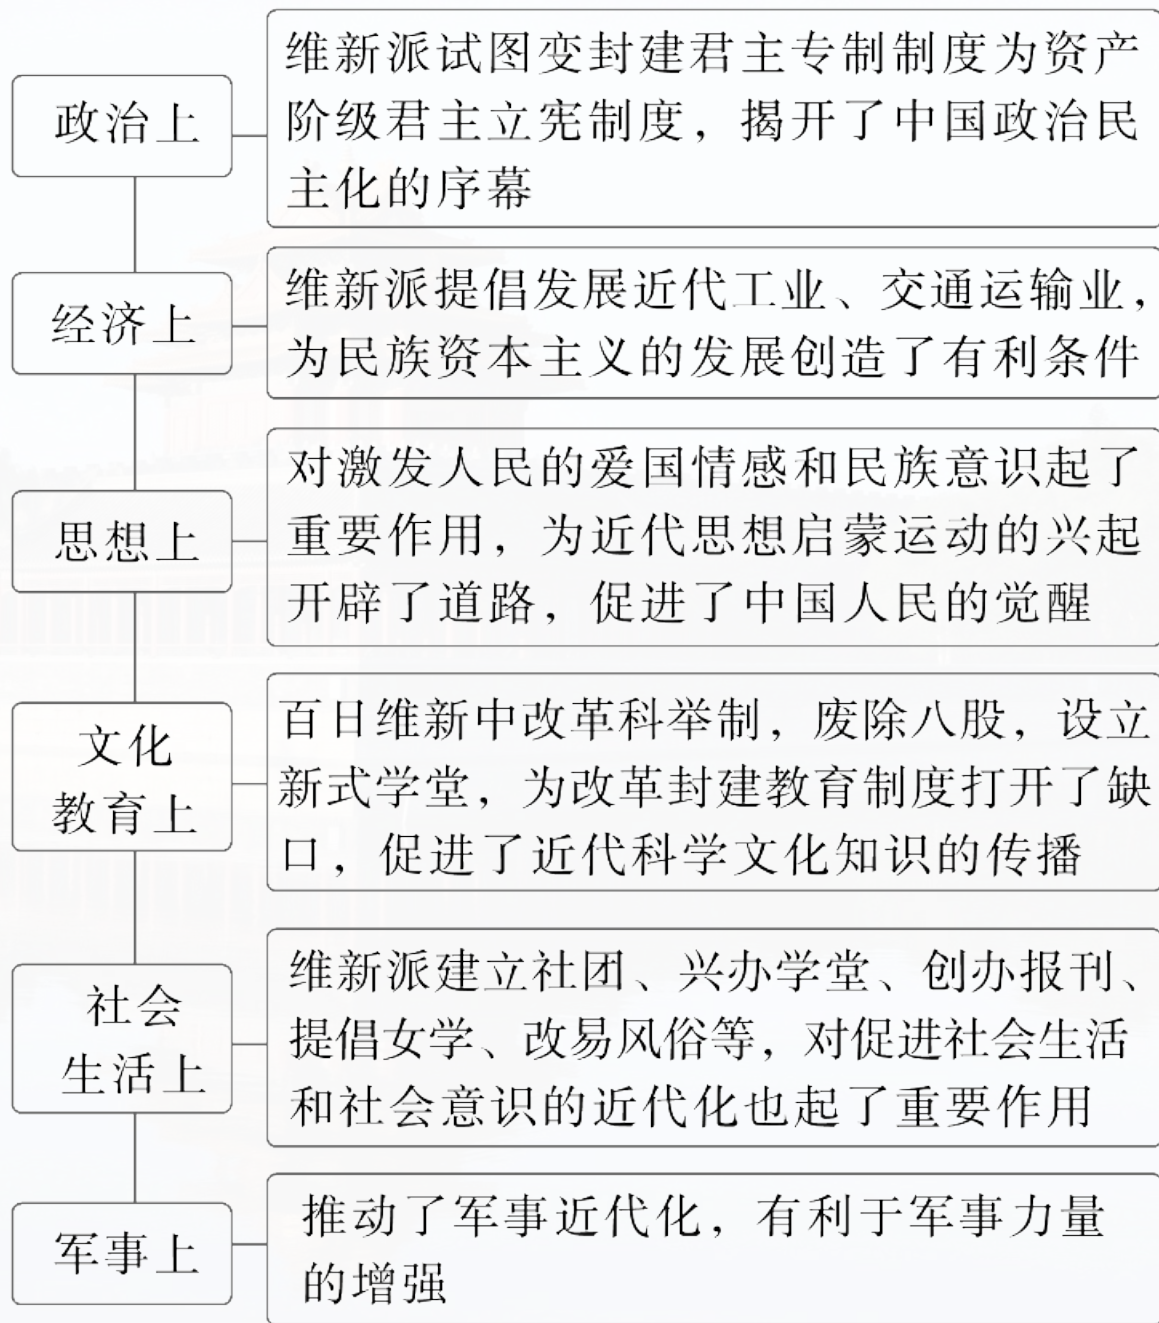 政治上
维新派试图变封建君主专制制度为资产
阶级君主立宪制度，揭开了中国政治民
主化的序幕
经济上
维新派提倡发展近代工业、交通运输业，
为民族资本主义的发展创造了有利条件
思想上
对激发人民的爱国情感和民族意识起了
重要作用，为近代思想启蒙运动的兴起
开辟了道路，促进了中国人民的觉醒
文化
教育上
百日维新中改革科举制，废除八股，设立
新式学堂，为改革封建教育制度打开了缺
口，促进了近代科学文化知识的传播
社会
生活上
维新派建立社团、兴办学堂、创办报刊、
提倡女学、改易风俗等，对促进社会生活
和社会意识的近代化也起了重要作用
军事上
推动了军事近代化，有利于军事力量
的增强